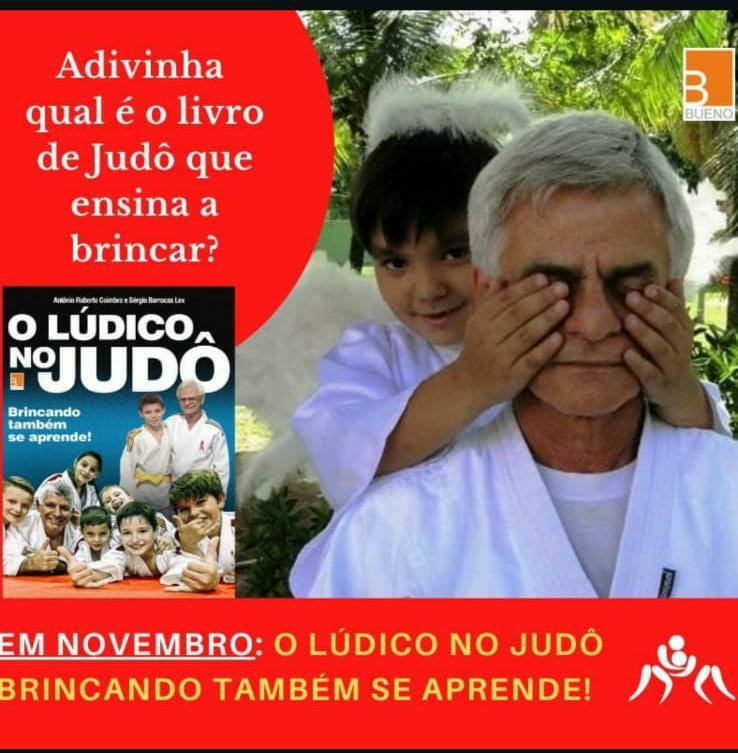 Adivinha
qual é o livro
de Judô que
ensina a
brincar?
B
BUENO
António Roberto Coimbra e Sérgio Barrocas Lex
O LÚDICO
NO JUDÔ
B
Brincando
também
se aprende!
EM NOVEMBRO: O LÚDICO NO JUDÔ
BRINCANDO TAMBÉM SE APRENDE!